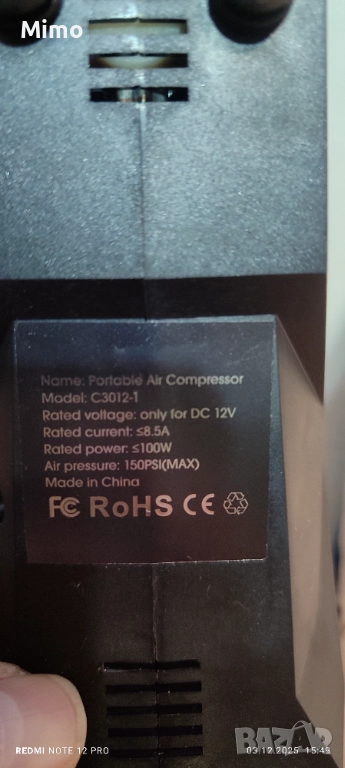 Mimo
Name: Portable Air Compressor
Model: C3012-1
Rated voltage: only for DC 12V
Rated current: ≤8.5A
Rated power: ≤100W
Air pressure: 150PSI(MAX)
Made in China
FC RoHS CE
REDMI NOTE 12 PRO
03.12.2025 15:49
BAZAR